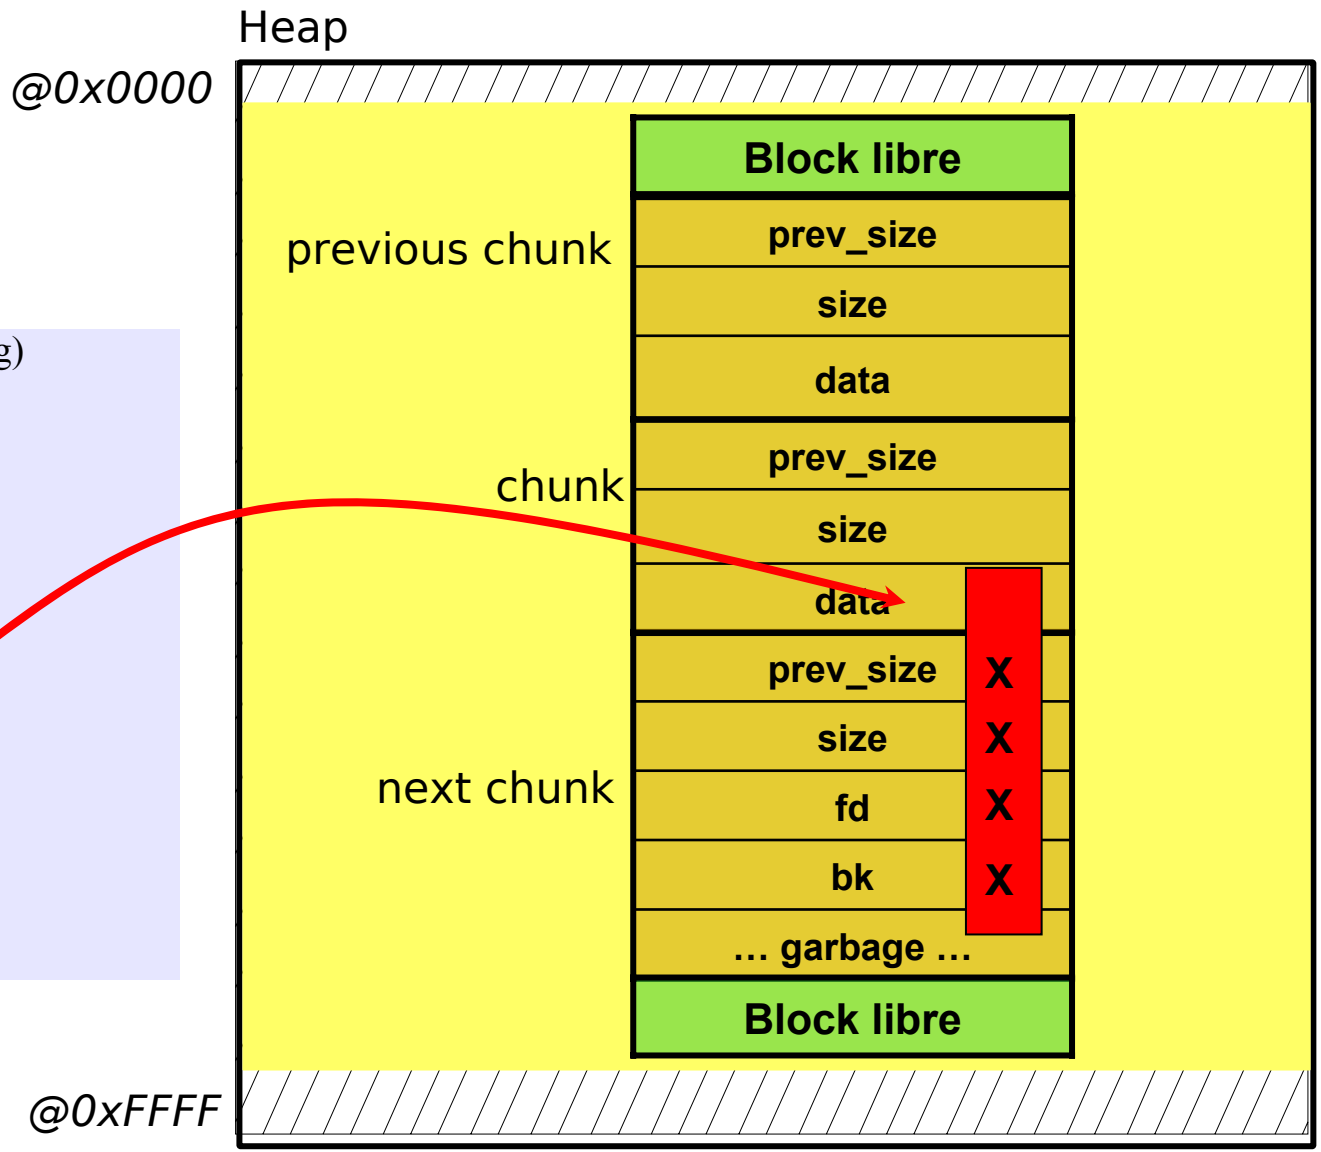 Heap
@0x0000
Block libre
previous chunk
prev_size
size
g)
data
chunk
prev_size
size
data
next chunk
prev_size X
size X
fd X
bk X
... garbage ...
Block libre
@0xFFFF